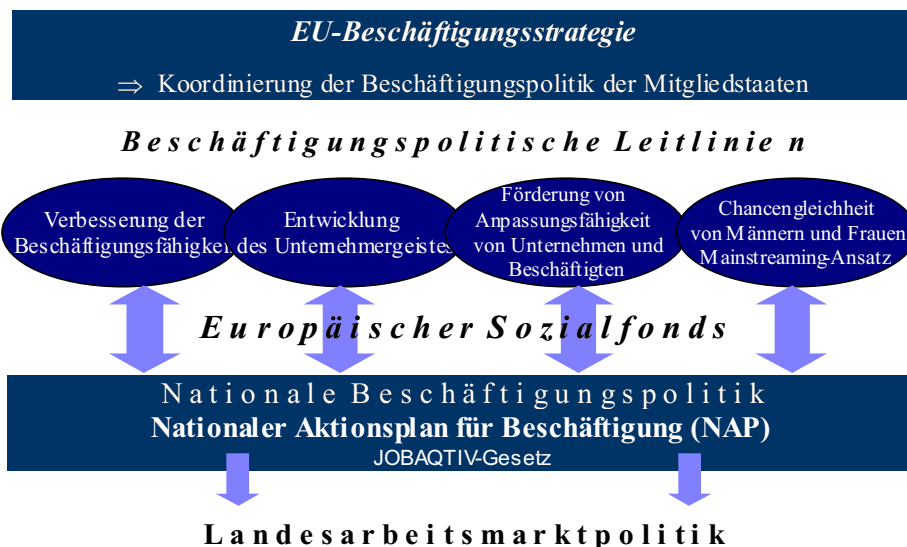 EU-Beschäftigungsstrategie
⇒ Koordinierung der Beschäftigungspolitik der Mitgliedstaaten
Beschäftigungspolitische Leitlinien
Verbesserung der
Beschäftigungsfähigkei
Entwicklung
des Unternehmergeistes
Förderung von
Anpassungsfähigkeit
von Unternehmen und
Beschäftigten
Chancengleichheit
von Männern und Frauen
Mainstreaming-Ansatz
Europäischer Sozialfonds
Nationale Beschäftigungspolitik
Nationaler Aktionsplan für Beschäftigung (NAP)
JOBAQTIV-Gesetz
Landesarbeitsmarktpolitik